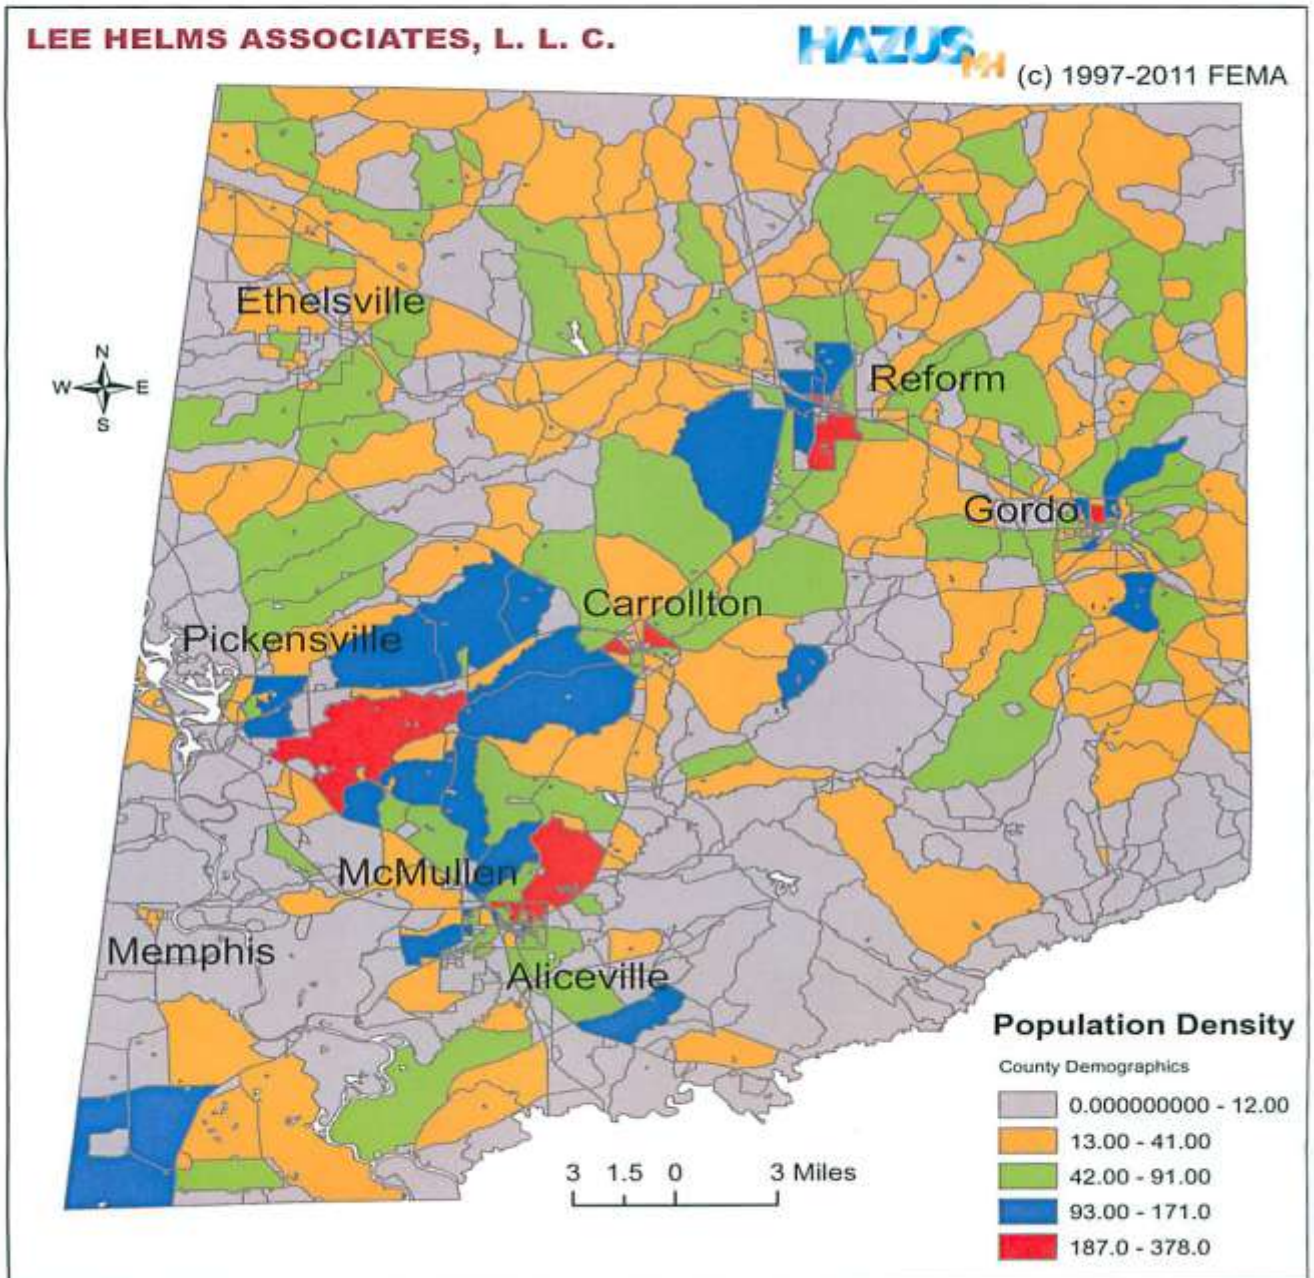 LEE HELMS ASSOCIATES, L. L. C.
HAZUS MH
(c) 1997-2011 FEMA
Ethelsville
N
W E
S
Reform
Gordo
Carrollton
Pickensville
McMullen
Memphis
Aliceville
Population Density
County Demographics
0.000000000 - 12.00
13.00 - 41.00
42.00 - 91.00
93.00 - 171.0
187.0 - 378.0
3 1.5 0 3 Miles